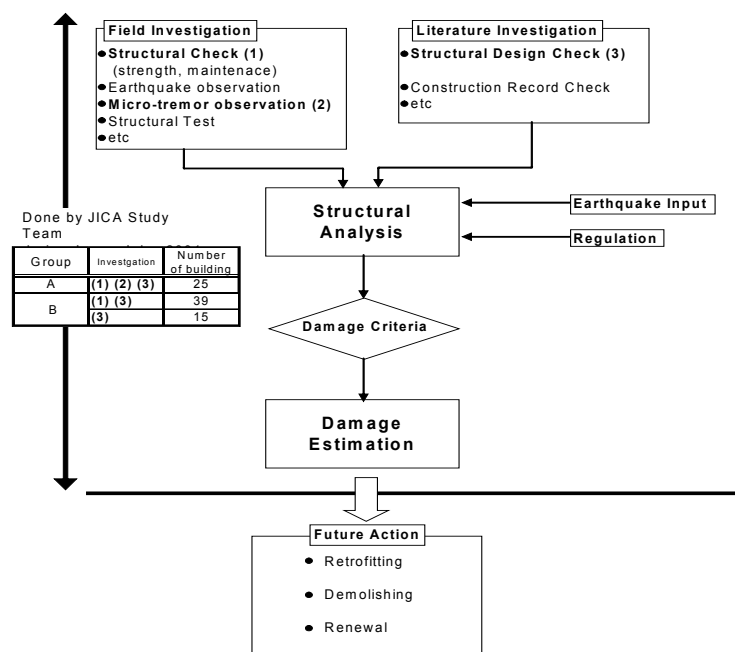 Field Investigation
Structural Check (1)
(strength, maintenace)
Earthquake observation
Micro-tremor observation (2)
Structural Test
etc
Literature Investigation
Structural Design Check (3)
Construction Record Check
etc
Structural
Analysis
Earthquake Input
Regulation
Done by JICA Study
Team
Group Investgation Number
of building
A (1) (2) (3) 25
B (1) (3) 39
(3) 15
Damage Criteria
Damage
Estimation
Future Action
Retrofitting
Demolishing
Renewal